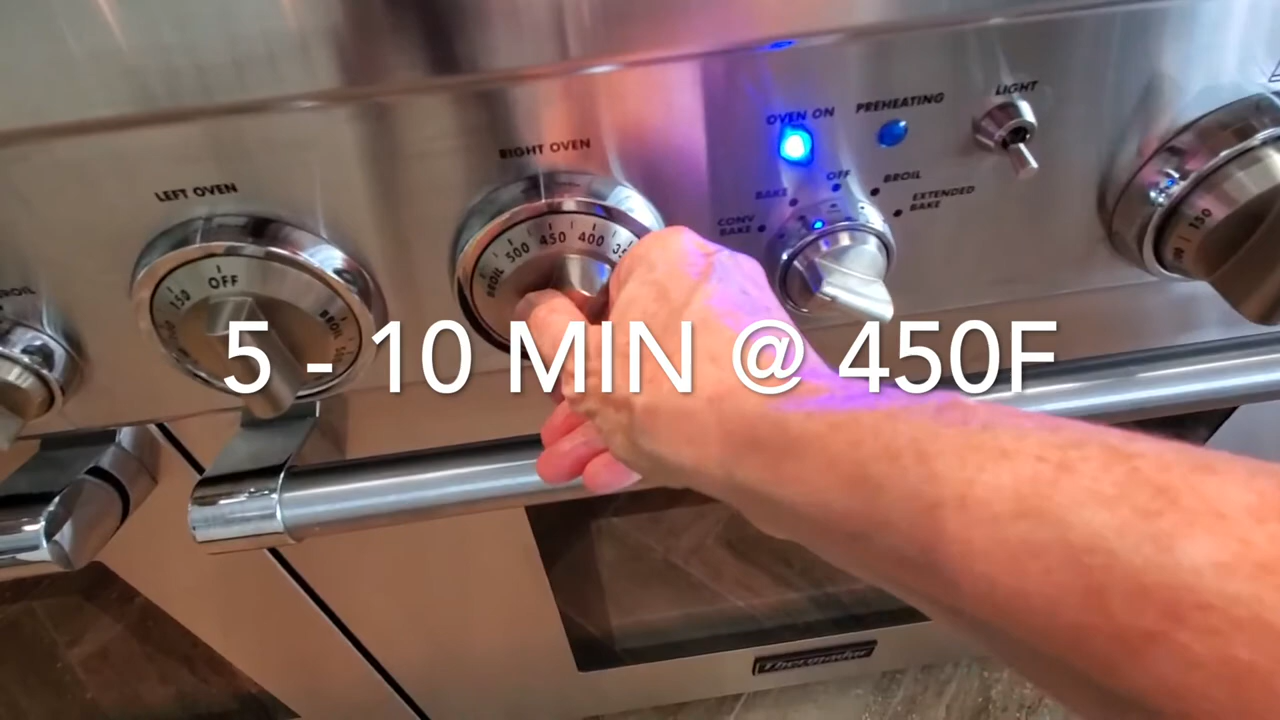 OVEN ON
PREHEATING
LIGHT
RIGHT OVEN
LEFT OVEN
OFF
BROIL
BAKE
EXTENDED
BAKE
CONV
BAKE
BROIL 500 450 400
150 OFF BROIL
150
5 - 10 MIN @ 450F
Thermador